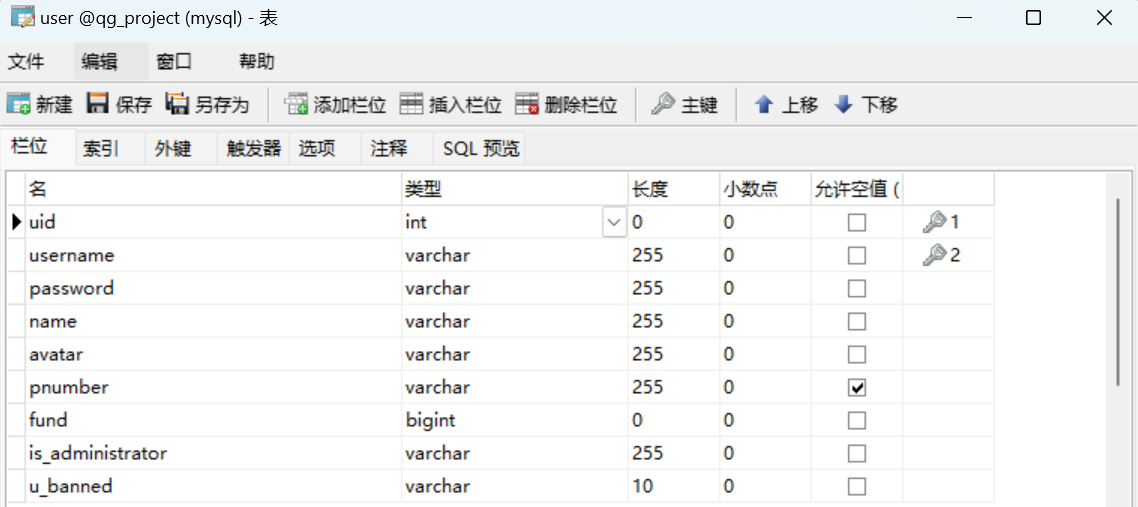 user @qg_project (mysql) - 表
文件 编辑 窗口 帮助
新建 保存 另存为 添加栏位 插入栏位 删除栏位 主键 上移 下移
栏位 索引 外键 触发器 选项 注释 SQL 预览
名 类型 长度 小数点 允许空值 (
uid int 0 0 1
username varchar 255 0 2
password varchar 255 0
name varchar 255 0
avatar varchar 255 0
pnumber varchar 255 0
fund bigint 0 0
is_administrator varchar 255 0
u_banned varchar 10 0